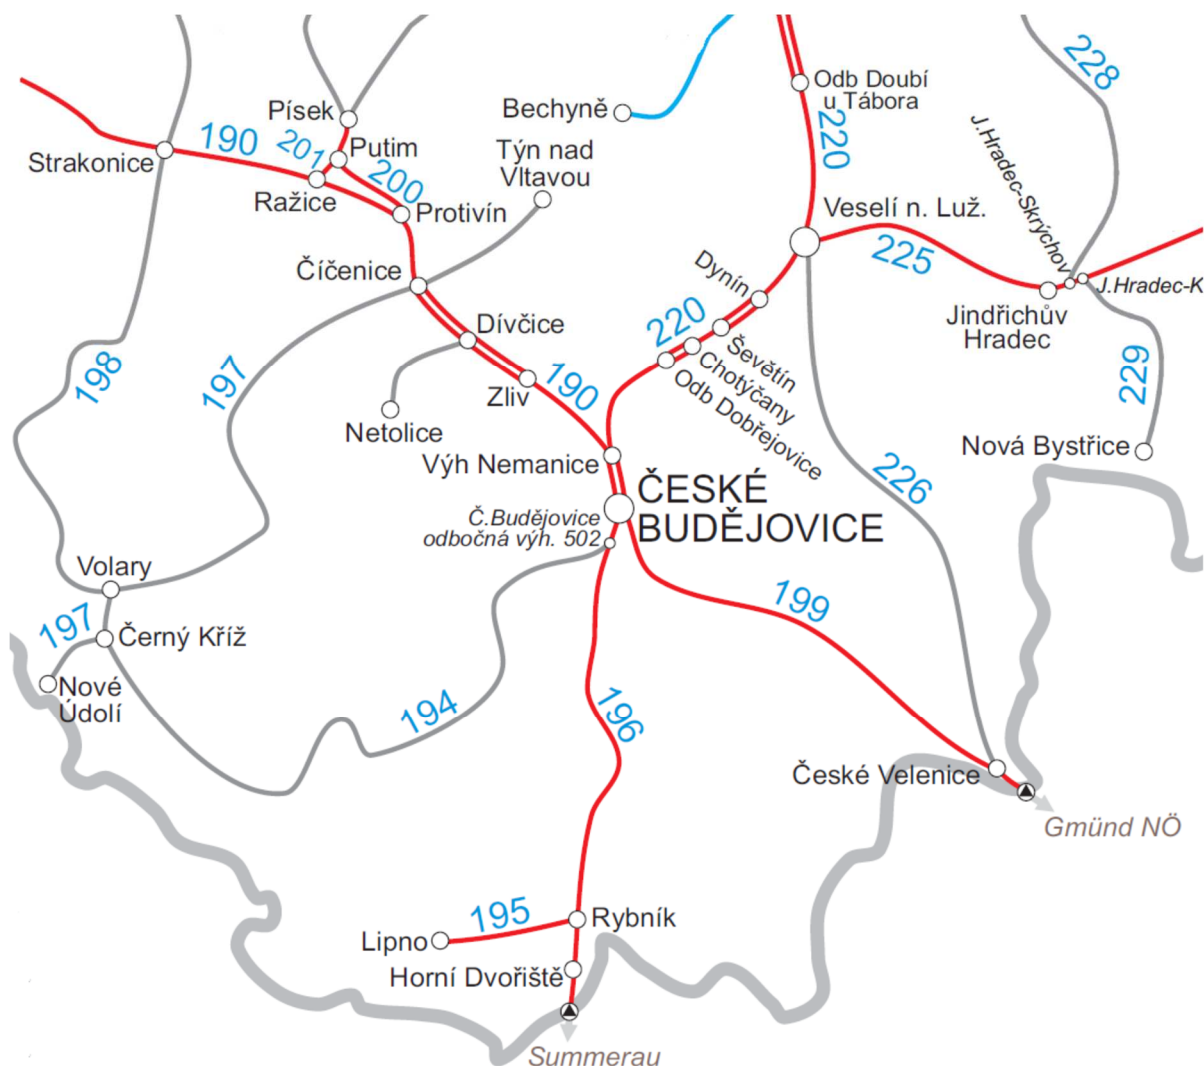 228
Odb Doubí
u Tábora
Bechyně
Písek
220
190
201
Putim
Týn nad
Vltavou
Strakonice
200
J.Hradec-Skrýchov
Ražice
Protivín
Veselí n. Luž.
225
Číčenice
Dynín
J.Hradec-K
Jindřichův
Hradec
Dívčice
220
Ševětín
Chotýčany
Odb Dobřejovice
198
197
229
Zliv
190
Netolice
Nová Bystřice
Výh Nemanice
226
ČESKÉ
BUDĚJOVICE
Č.Budějovice
odbočná výh. 502
Volary
199
197
Černý Kříž
Nové
Údolí
194
196
České Velenice
Gmünd NÖ
195
Rybník
Lipno
Horní Dvořiště
Summerau